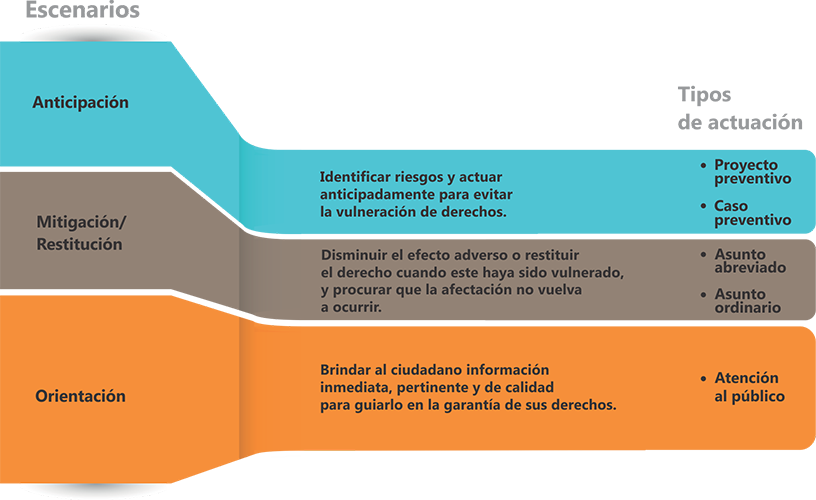 Escenarios
Anticipación
Identificar riesgos y actuar
anticipadamente para evitar
la vulneración de derechos.
Tipos
de actuación
• Proyecto
preventivo
• Caso
preventivo
Mitigación/
Restitución
Disminuir el efecto adverso o restituir
el derecho cuando este haya sido vulnerado,
y procurar que la afectación no vuelva
a ocurrir.
• Asunto
abreviado
• Asunto
ordinario
Orientación
Brindar al ciudadano información
inmediata, pertinente y de calidad
para guiarlo en la garantía de sus derechos.
• Atención
al público